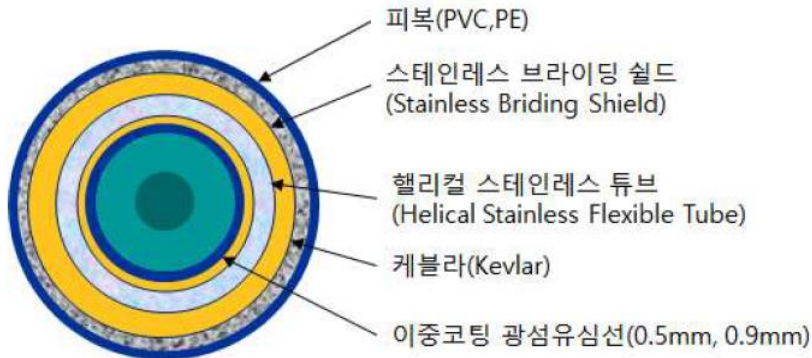 피복(PVC,PE)
스테인레스 브라이딩 쉴드
(Stainless Briding Shield)
핼리컬 스테인레스 튜브
(Helical Stainless Flexible Tube)
케블라(Kevlar)
이중코팅 광섬유심선(0.5mm, 0.9mm)